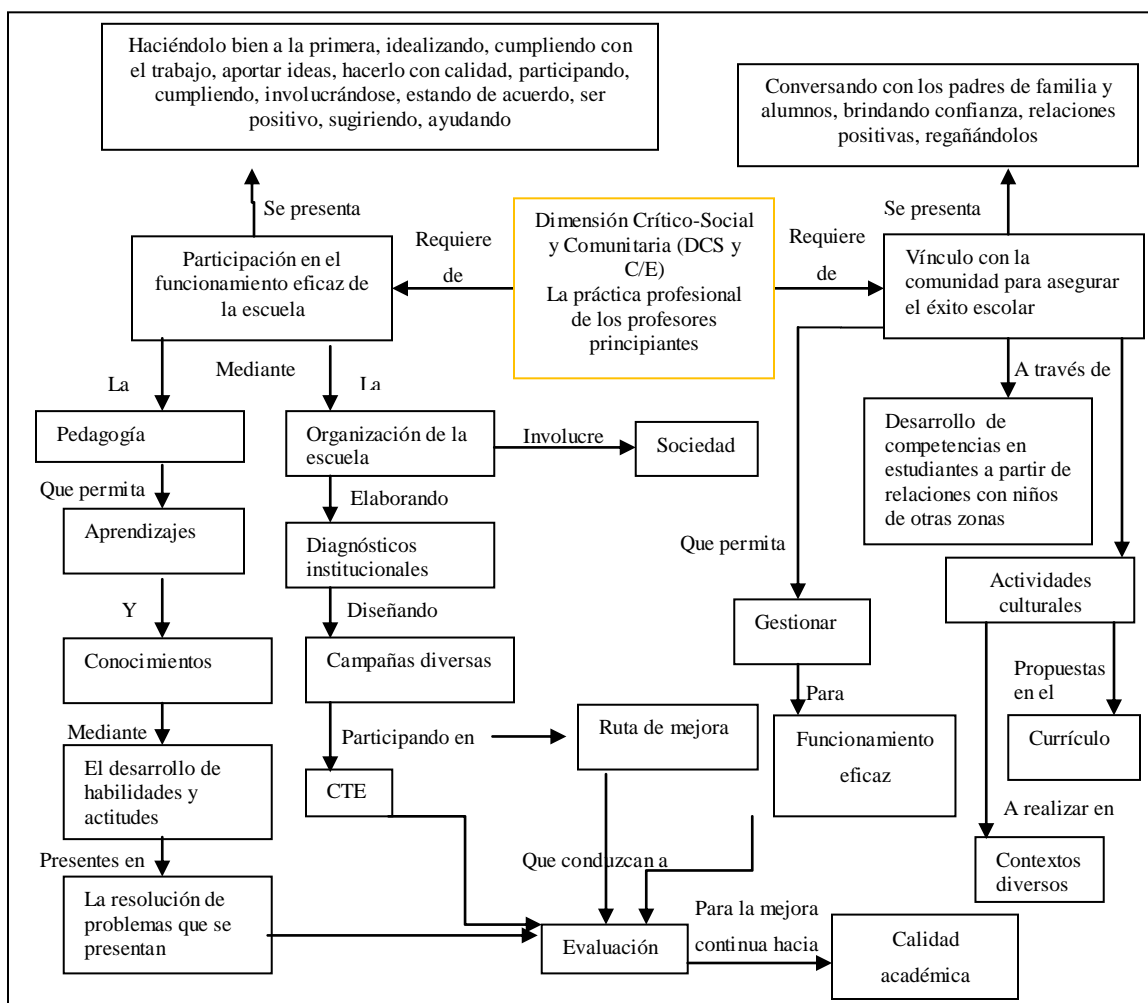 Haciéndolo bien a la primera, idealizando, cumpliendo con
el trabajo, aportar ideas, hacerlo con calidad, participando,
cumpliendo, involucrándose, estando de acuerdo, ser
positivo, sugiriendo, ayudando
Conversando con los padres de familia y
alumnos, brindando confianza, relaciones
positivas, regañándolos
Se presenta
Se presenta
Participación en el
funcionamiento eficaz de
la escuela
Requiere
de
Dimensión Crítico-Social
y Comunitaria (DCS y
C/E)
La práctica profesional
de los profesores
principiantes
Requiere
de
Vínculo con la
comunidad para asegurar
el éxito escolar
La
Mediante
La
A través de
Pedagogía
Organización de la
escuela
Involucre
Sociedad
Desarrollo de
competencias en
estudiantes a partir de
relaciones con niños
de otras zonas
Que permita
Elaborando
Aprendizajes
Diagnósticos
institucionales
Que permita
Actividades
culturales
Y
Diseñando
Gestionar
Conocimientos
Campañas diversas
Propuestas
en el
Mediante
Participando en
Ruta de mejora
Para
Funcionamiento
eficaz
Currículo
El desarrollo de
habilidades y
actitudes
CTE
A realizar en
Presentes en
Que conduzcan a
Contextos
diversos
La resolución de
problemas que se
presentan
Evaluación
Para la mejora
continua hacia
Calidad
académica